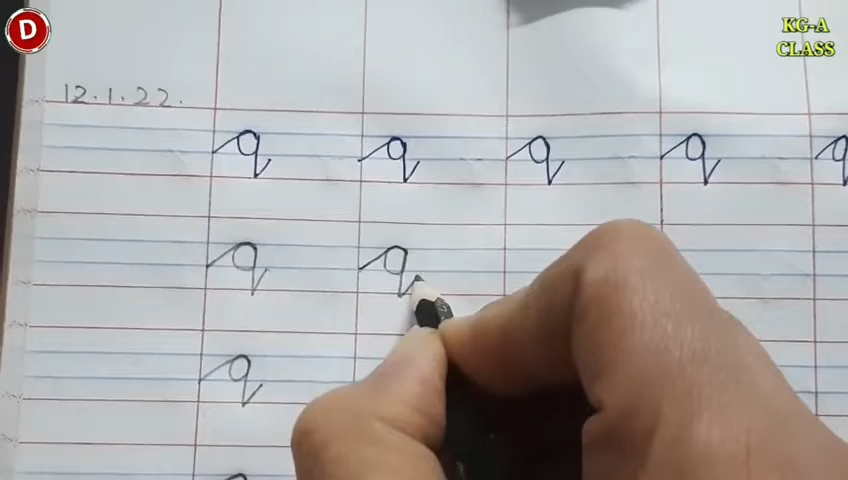 D
KG-A
CLASS
12.1.22.
q q q q q
q q
q